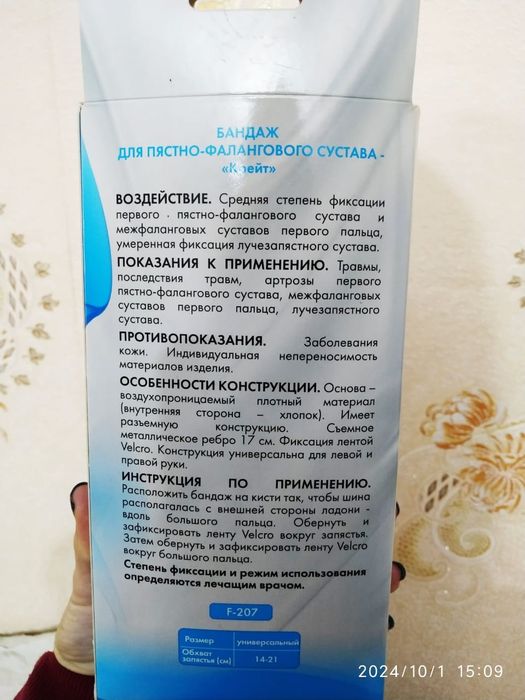 БАНДАЖ
ДЛЯ ПЯСТНО-ФАЛАНГОВОГО СУСТАВА -
«Крейт»
ВОЗДЕЙСТВИЕ. Средняя степень фиксации
первого пястно-фалангового сустава и
межфаланговых суставов первого пальца,
умеренная фиксация лучезапястного сустава.
ПОКАЗАНИЯ К ПРИМЕНЕНИЮ. Травмы,
последствия травм, артрозы первого
пястно-фалангового сустава, межфаланговых
суставов первого пальца, лучезапястного
сустава.
ПРОТИВОПОКАЗАНИЯ. Заболевания
кожи. Индивидуальная непереносимость
материалов изделия.
ОСОБЕННОСТИ КОНСТРУКЦИИ. Основа –
воздухопроницаемый плотный материал
(внутренняя сторона – хлопок). Имеет
разъемную конструкцию. Съемное
металлическое ребро 17 см. Фиксация лентой
Velcro. Конструкция универсальна для левой и
правой руки.
ИНСТРУКЦИЯ ПО ПРИМЕНЕНИЮ.
Расположить бандаж на кисти так, чтобы шина
располагалась с внешней стороны ладони -
вдоль большого пальца. Обернуть и
зафиксировать ленту Velcro вокруг запястья.
Затем обернуть и зафиксировать ленту Velcro
вокруг большого пальца.
Степень фиксации и режим использования
определяются лечащим врачом.
F-207
Размер универсальный
Обхват
запястья (см) 14-21
2024/10/1 15:09